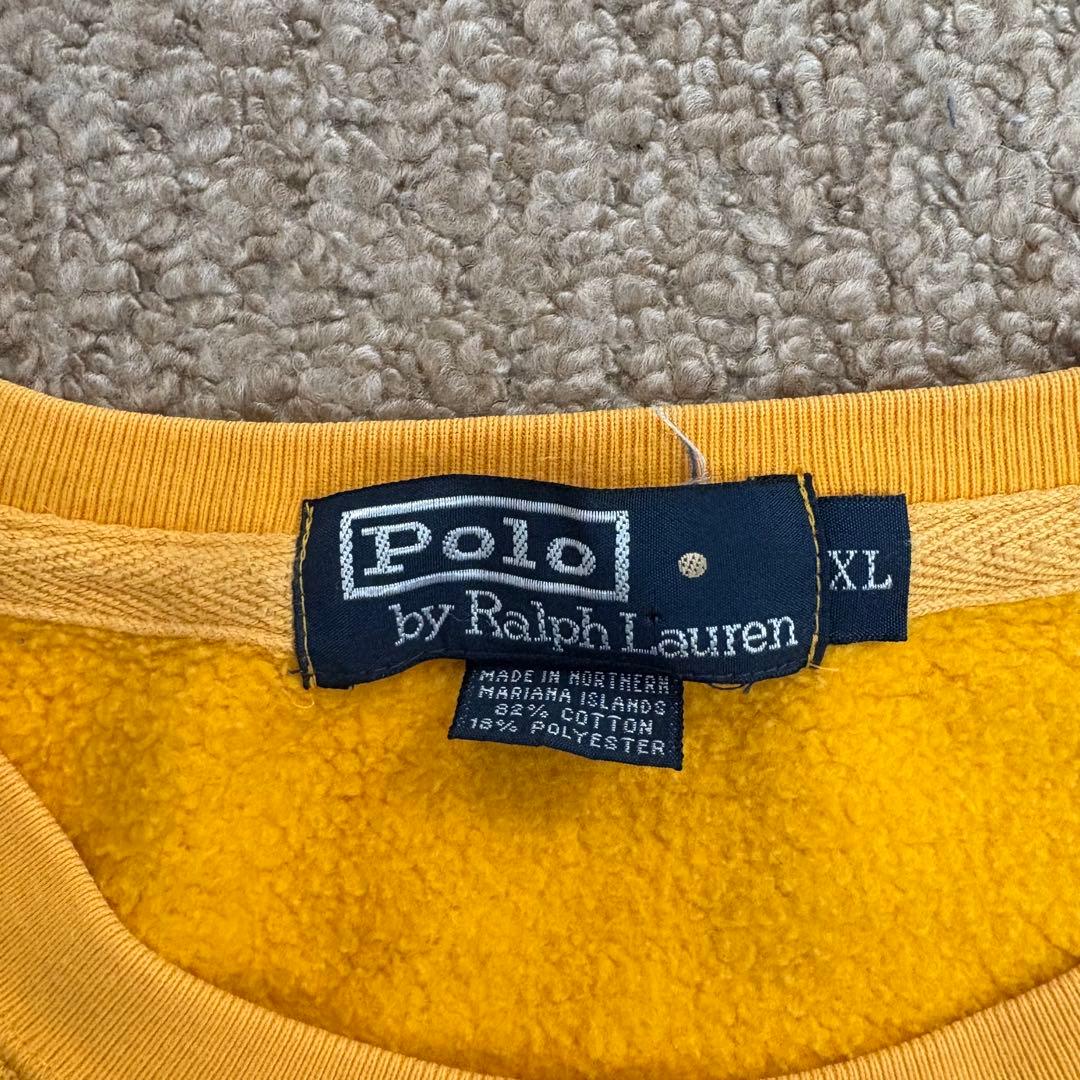 Polo
by Ralph Lauren
XL
MADE IN NORTHERN
MARIANA ISLANDS
82% COTTON
18% POLYESTER